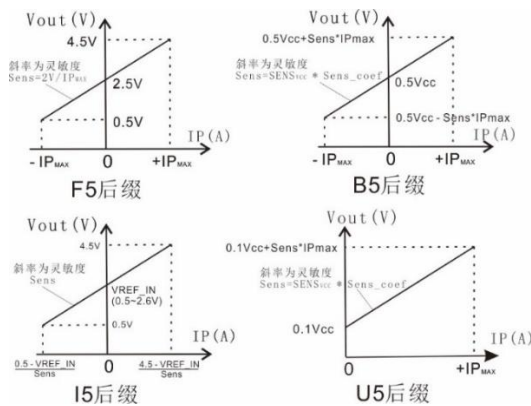 Vout(V)
4.5V
斜率为灵敏度
Sens=2V/IPMAX
2.5V
0.5V
IP(A)
-IPMAX
0
+IPMAX
F5后缀
Vout(V)
0.5Vcc+Sens*IPmax
斜率为灵敏度
Sens=SENSvcc * Sens_coef
0.5Vcc
0.5Vcc-Sens*IPmax
IP(A)
-IPMAX
0
+IPMAX
B5后缀
Vout(V)
4.5V
斜率为灵敏度
Sens
VREF_IN
(0.5~2.6V)
0.5V
IP(A)
0.5-VREF_IN
Sens
0
4.5-VREF_IN
Sens
I5后缀
Vout(V)
0.1Vcc+Sens*IPmax
斜率为灵敏度
Sens=SENSvcc * Sens_coef
0.1Vcc
IP(A)
0
+IPMAX
U5后缀